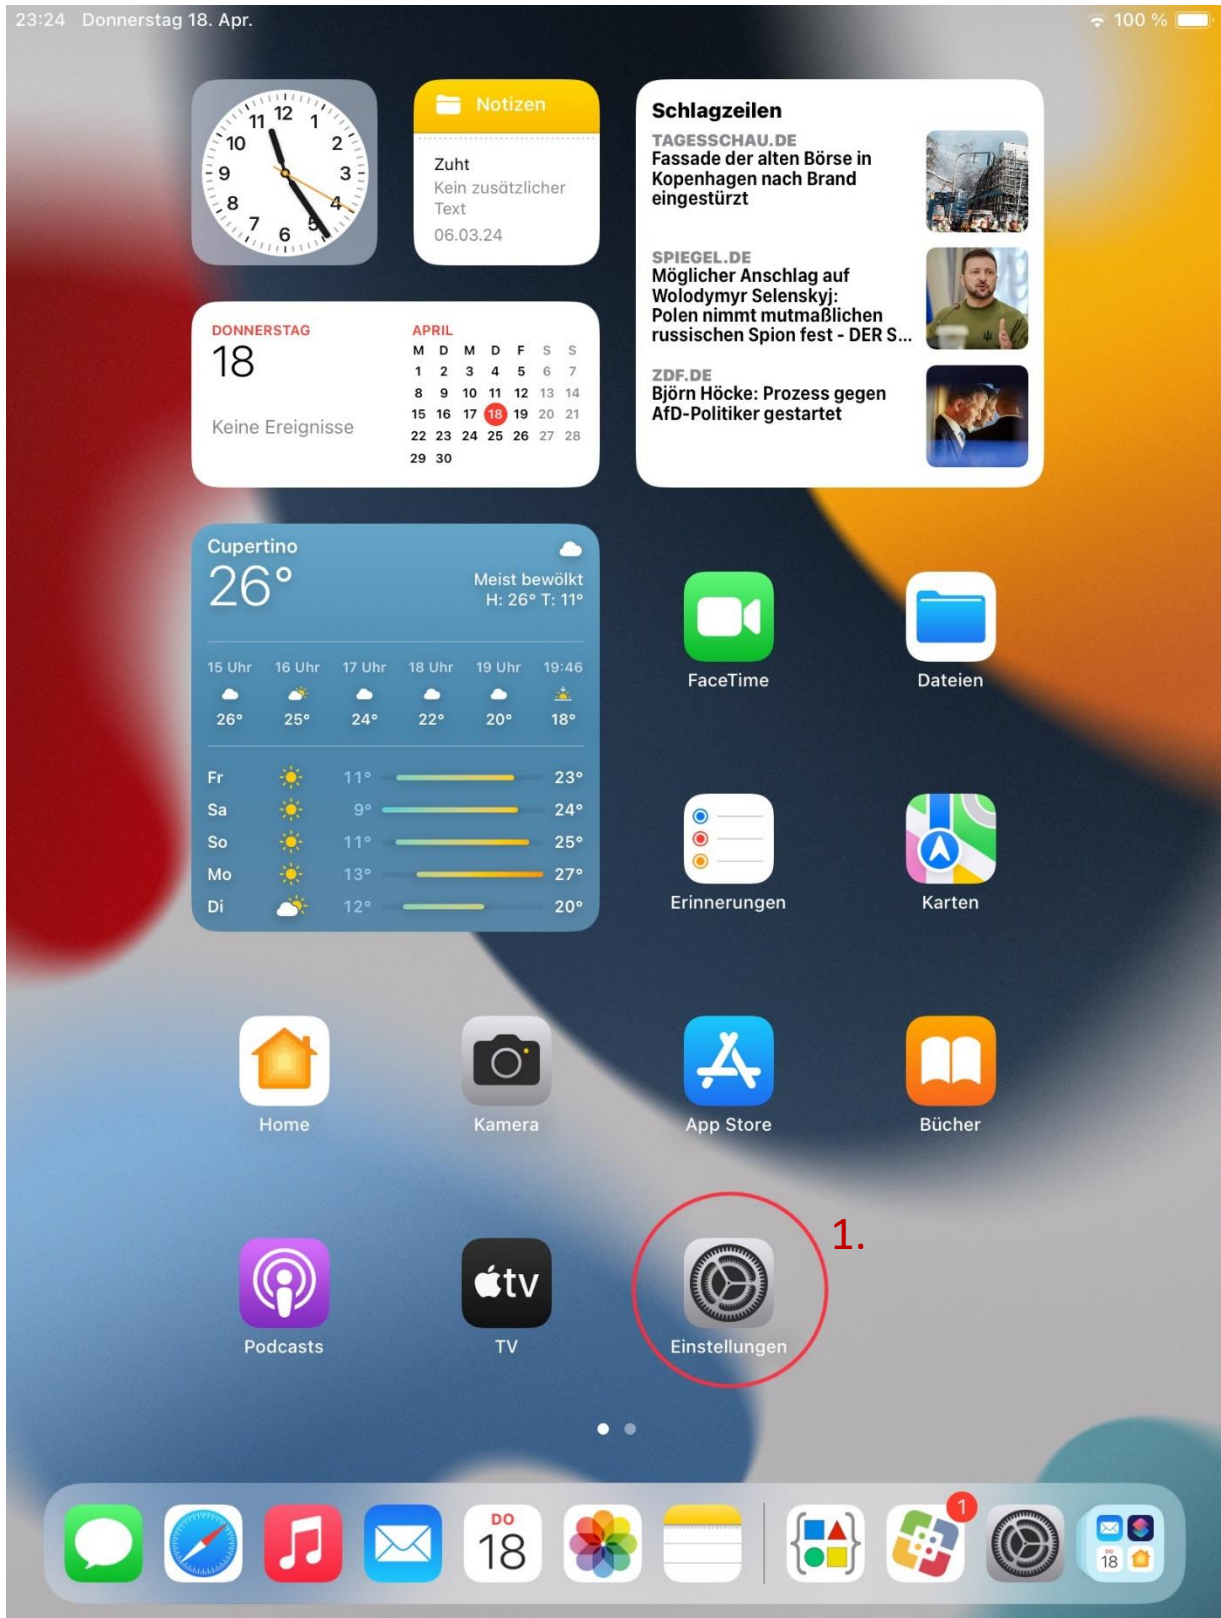 23:24 Donnerstag 18. Apr.
100 %
12
11 1
10 2
9 3
8 4
7 5
6
Notizen
Zuht
Kein zusätzlicher
Text
06.03.24
Schlagzeilen
TAGESSCHAU.DE
Fassade der alten Börse in
Kopenhagen nach Brand
eingestürzt
SPIEGEL.DE
Möglicher Anschlag auf
Wolodymyr Selenskyj:
Polen nimmt mutmaßlichen
russischen Spion fest - DER S...
ZDF.DE
Björn Höcke: Prozess gegen
AfD-Politiker gestartet
DONNERSTAG
18
Keine Ereignisse
APRIL
M D M D F S S
1 2 3 4 5 6 7
8 9 10 11 12 13 14
15 16 17 18 19 20 21
22 23 24 25 26 27 28
29 30
Cupertino
26°
Meist bewölkt
H: 26° T: 11°
15 Uhr 16 Uhr 17 Uhr 18 Uhr 19 Uhr 19:46
26° 25° 24° 22° 20° 18°
Fr 11° 23°
Sa 9° 24°
So 11° 25°
Mo 13° 27°
Di 12° 20°
FaceTime
Dateien
Erinnerungen
Karten
Home
Kamera
App Store
Bücher
1.
tv
Podcasts
TV
Einstellungen
DO
18
1
DO
18